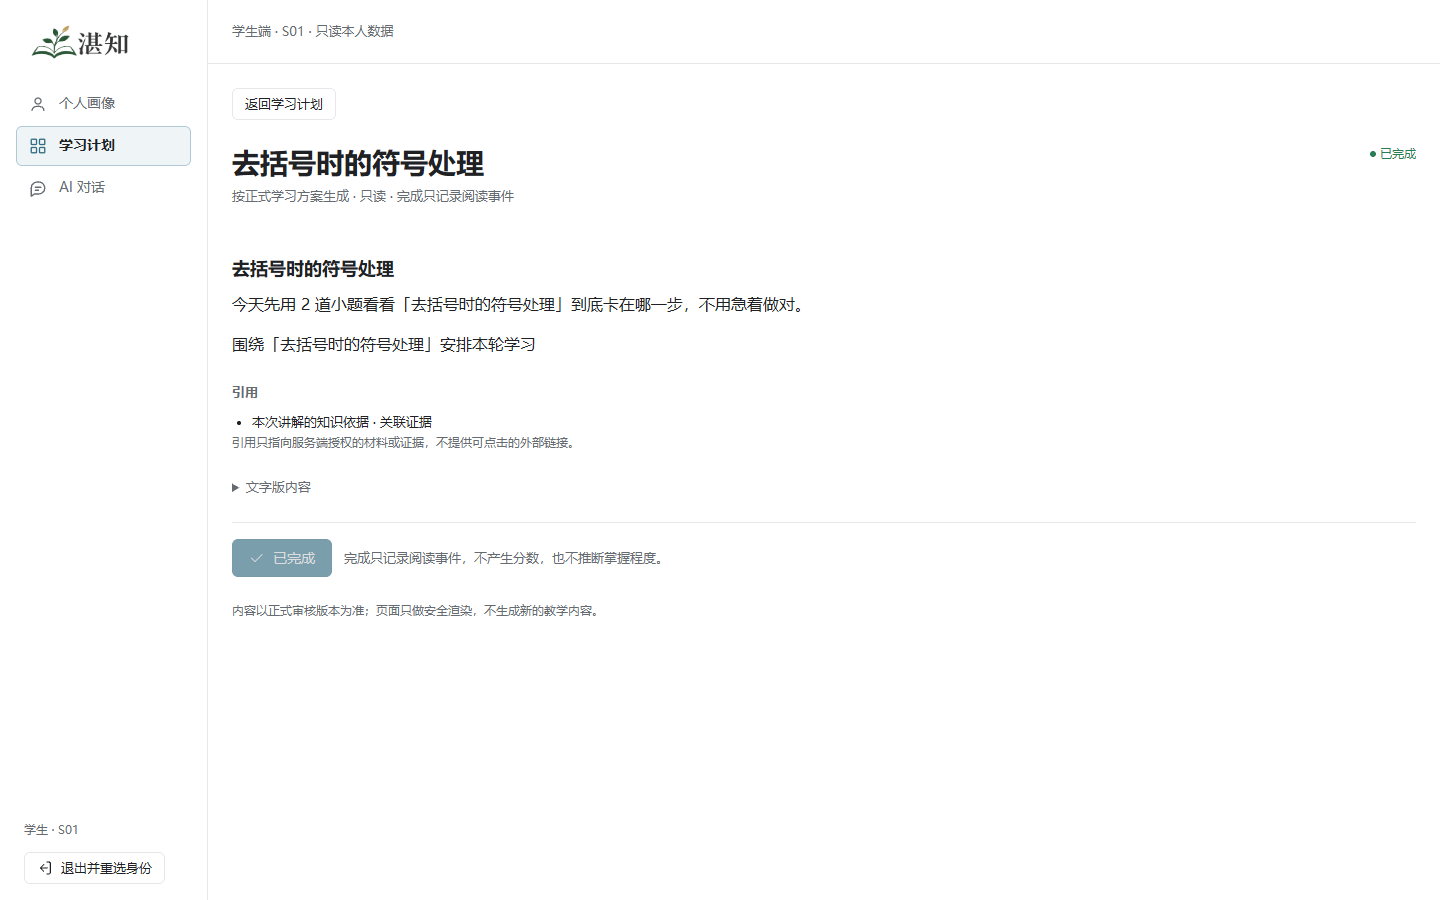 湛知
个人画像
学习计划
AI 对话
学生 · S01
退出并重选身份
学生端 · S01 · 只读本人数据
返回学习计划
去括号时的符号处理
已完成
按正式学习方案生成 · 只读 · 完成只记录阅读事件
去括号时的符号处理
今天先用 2 道小题看看「去括号时的符号处理」到底卡在哪一步，不用急着做对。
围绕「去括号时的符号处理」安排本轮学习
引用
本次讲解的知识依据 · 关联证据
引用只指向服务端授权的材料或证据，不提供可点击的外部链接。
文字版内容
已完成
完成只记录阅读事件，不产生分数，也不推断掌握程度。
内容以正式审核版本为准；页面只做安全渲染，不生成新的教学内容。